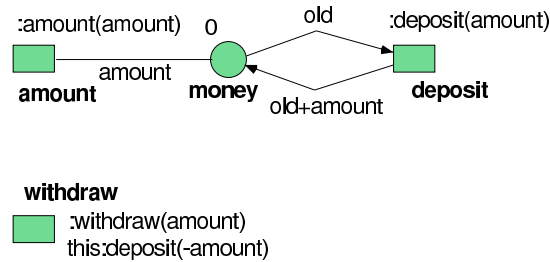 :amount(amount)
0
old
:deposit(amount)
amount
amount
money
old+amount
deposit
withdraw
:withdraw(amount)
this:deposit(-amount)